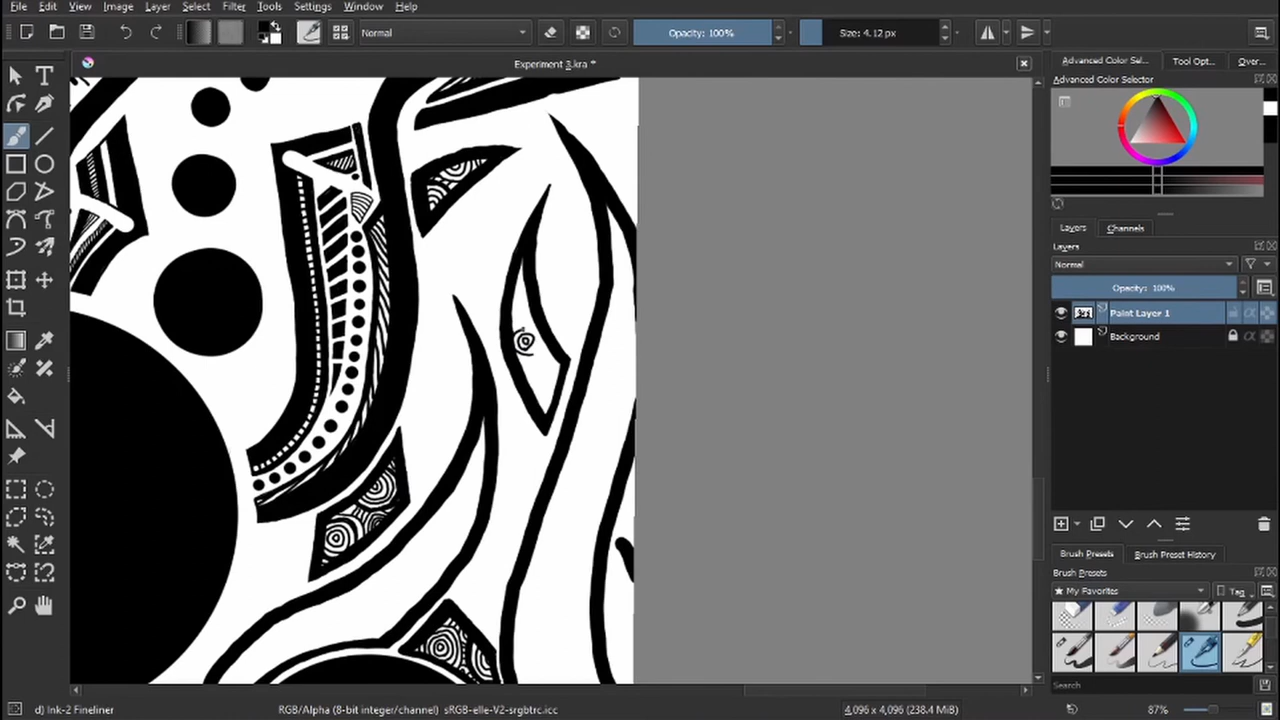 File Edit View Image Layer Select Filter Tools Settings Window Help
Normal Opacity: 100% Size: 4.12 px
Experiment 3.kra *
Advanced Color Sel... Tool Opt... Over...
Advanced Color Selector
Layers Channels
Layers
Normal
Opacity: 100%
Paint Layer 1
Background
Brush Presets Brush Preset History
Brush Presets
★ My Favorites Tag
Search
d) Ink-2 Fineliner RGB/Alpha (8-bit integer/channel) sRGB-elle-V2-srgbtrc.icc 4,096 x 4,096 (238.4 MiB) 87%